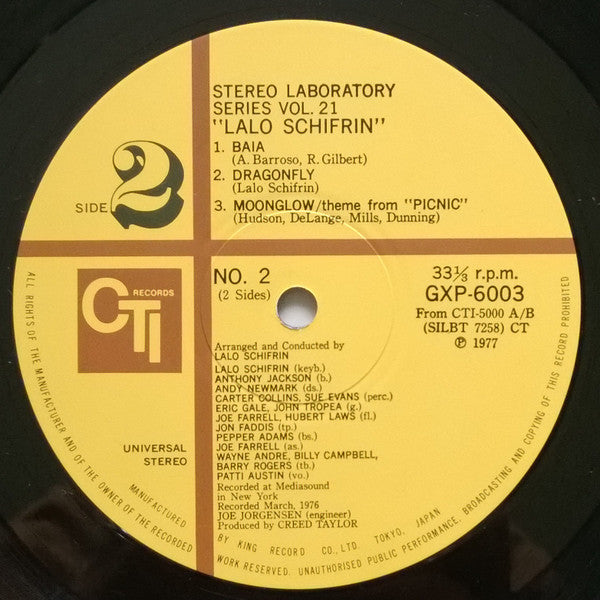 STEREO LABORATORY
SERIES VOL. 21
"LALO SCHIFRIN"
1. BAIA
(A. Barroso, R. Gilbert)
2. DRAGONFLY
(Lalo Schifrin)
3. MOONGLOW/theme from "PICNIC"
(Hudson, DeLange, Mills, Dunning)
SIDE 2
CTI RECORDS
UNIVERSAL
STEREO
NO. 2
(2 Sides)
33⅓ r.p.m.
GXP-6003
From CTI-5000 A/B
(SILBT 7258) CT
Ⓟ 1977
Arranged and Conducted by
LALO SCHIFRIN
LALO SCHIFRIN (keyb.)
ANTHONY JACKSON (b.)
ANDY NEWMARK (ds.)
CARTER COLLINS, SUE EVANS (perc.)
ERIC GALE, JOHN TROPEA (g.)
JOE FARRELL, HUBERT LAWS (fl.)
JON FADDIS (tp.)
PEPPER ADAMS (bs.)
JOE FARRELL (as.)
WAYNE ANDRE, BILLY CAMPBELL,
BARRY ROGERS (tb.)
PATTI AUSTIN (vo.)
Recorded at Mediasound
in New York
Recorded March, 1976
JOE JORGENSEN (engineer)
Produced by CREED TAYLOR
MANUFACTURED BY KING RECORD CO., LTD. TOKYO, JAPAN
ALL RIGHTS OF THE MANUFACTURER AND OF THE OWNER OF THE RECORDED WORK RESERVED. UNAUTHORISED PUBLIC PERFORMANCE, BROADCASTING AND COPYING OF THIS RECORD PROHIBITED